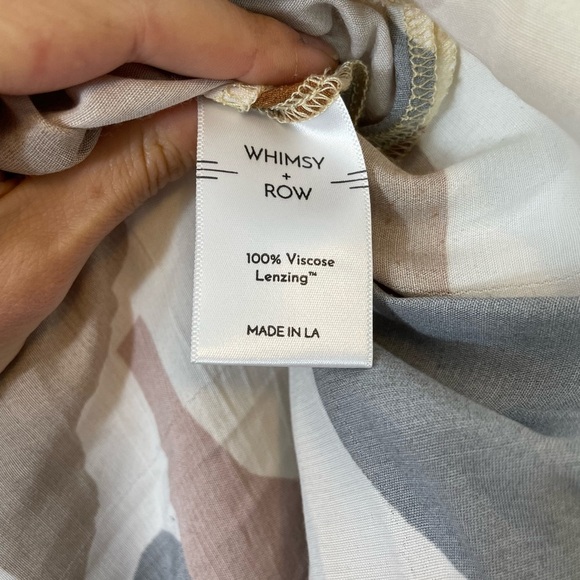 WHIMSY
+
ROW
100% Viscose
Lenzing™
MADE IN LA